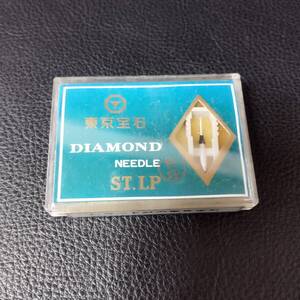 東京宝石
DIAMOND
NEEDLE
ST.LP